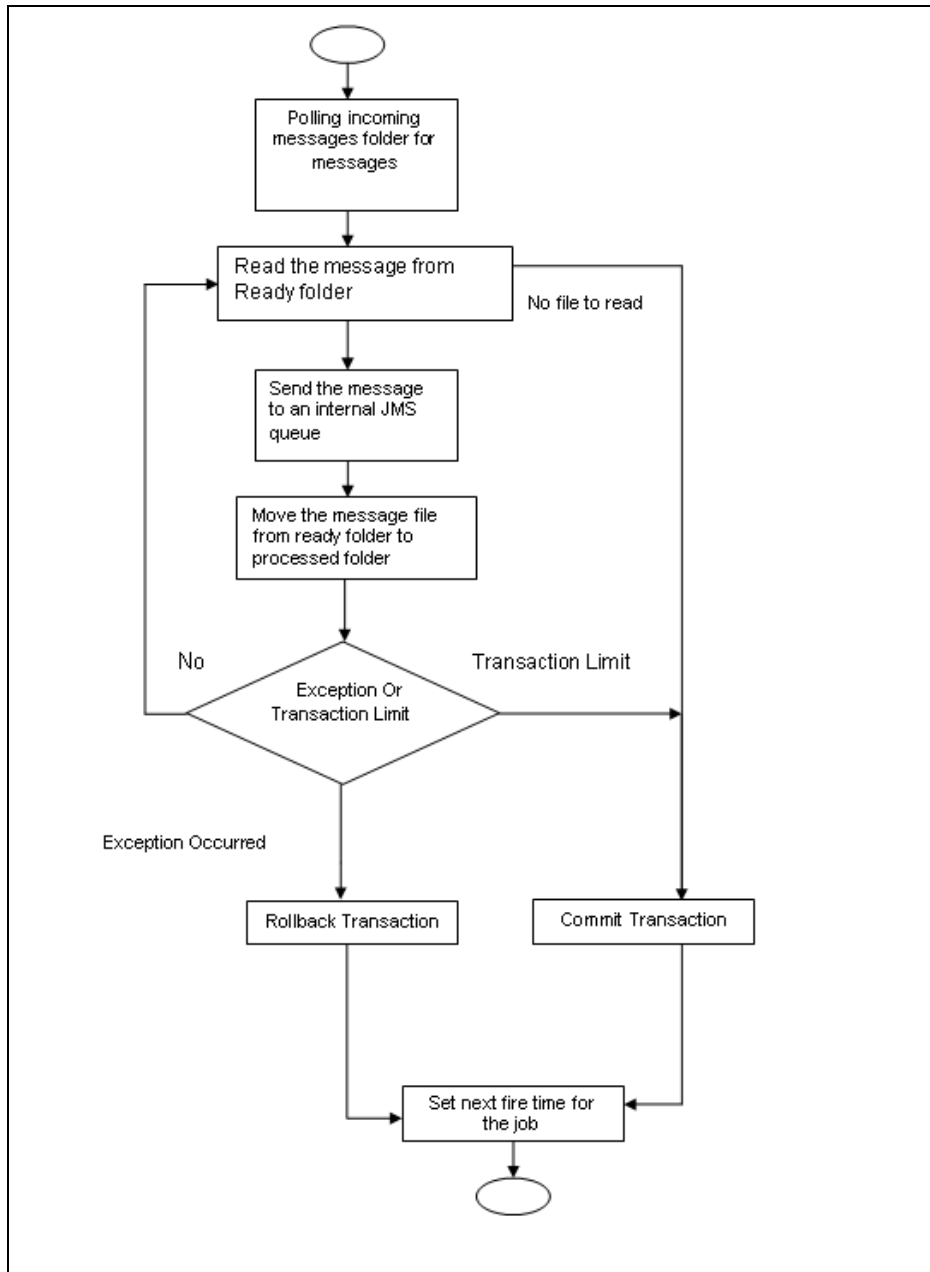 Polling incoming
messages folder for
messages
Read the message from
Ready folder
No file to read
Send the message
to an internal JMS
queue
Move the message file
from ready folder to
processed folder
No
Transaction Limit
Exception Or
Transaction Limit
Exception Occurred
Rollback Transaction
Commit Transaction
Set next fire time for
the job